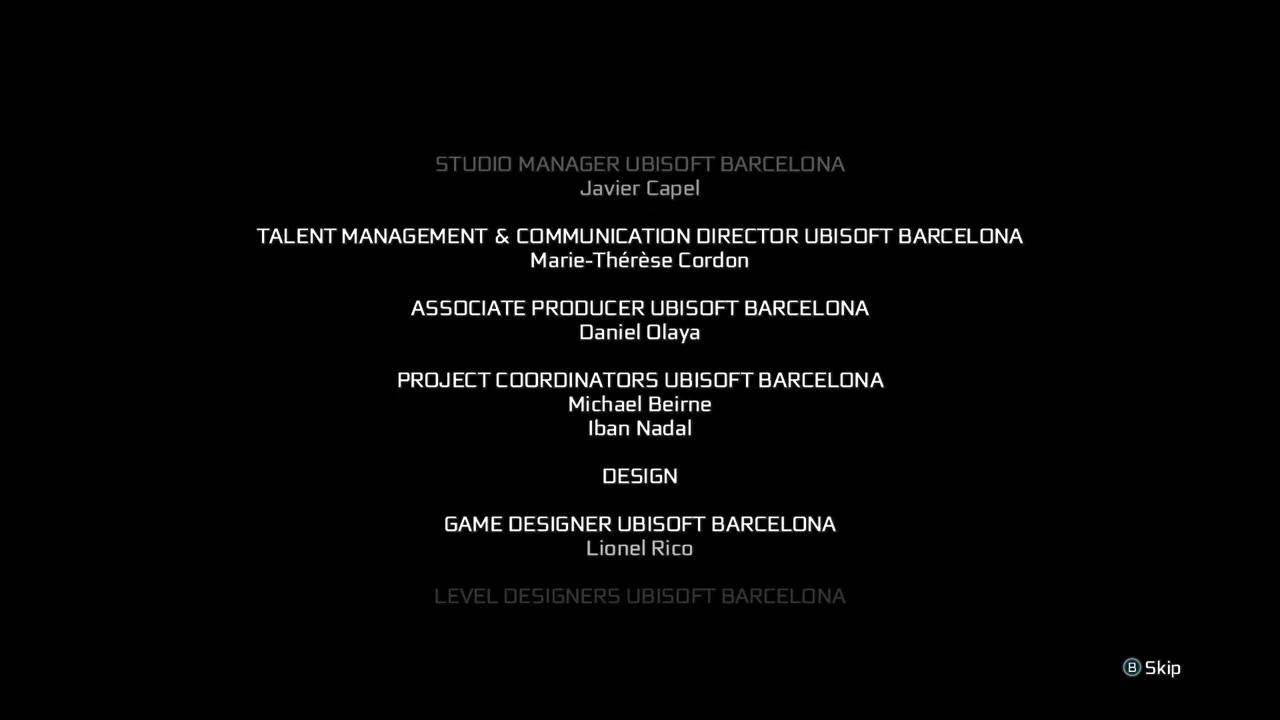 STUDIO MANAGER UBISOFT BARCELONA
Javier Capel
TALENT MANAGEMENT & COMMUNICATION DIRECTOR UBISOFT BARCELONA
Marie-Thérèse Cordon
ASSOCIATE PRODUCER UBISOFT BARCELONA
Daniel Olaya
PROJECT COORDINATORS UBISOFT BARCELONA
Michael Beirne
Iban Nadal
DESIGN
GAME DESIGNER UBISOFT BARCELONA
Lionel Rico
LEVEL DESIGNERS UBISOFT BARCELONA
B Skip